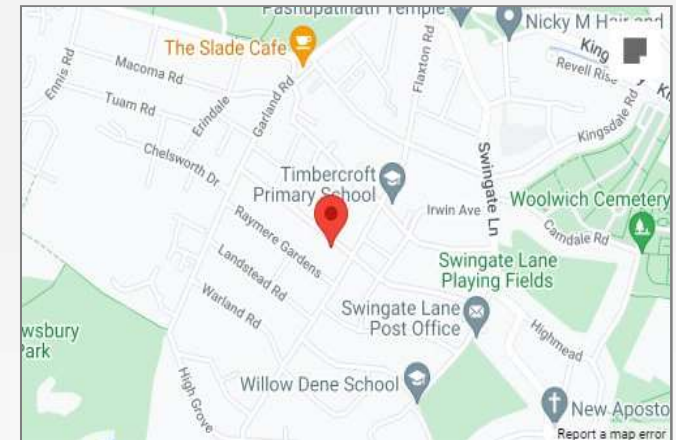 Pashupatinath Temple
Nicky M Hair and
The Slade Cafe
Ennis Rd
Macoma Rd
Flaxton Rd
King
Revell Rise
Tuam Rd
Erindale
Garland Rd
Kingsdale Rd
Chelsworth Dr
Timbercroft
Primary School
Swingate Ln
Irwin Ave
Woolwich Cemetery
Raymere Gardens
Camdale Rd
Landstead Rd
Swingate Lane
Playing Fields
Warland Rd
Swingate Lane
Post Office
wsbury
Park
Highmead
High Grove
Willow Dene School
New Aposto
Report a map error